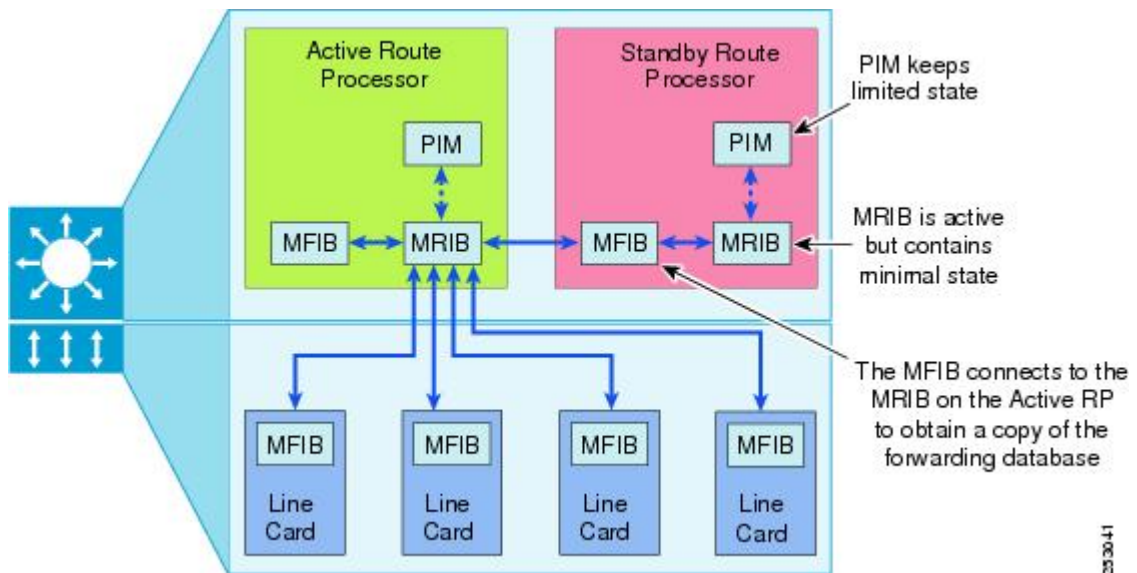 Active Route
Processor
PIM
MFIB
MRIB
Standby Route
Processor
PIM
MFIB
MRIB
PIM keeps
limited state
MRIB is active
but contains
minimal state
The MFIB connects to the
MRIB on the Active RP
to obtain a copy of the
forwarding database
MFIB
Line
Card
MFIB
Line
Card
MFIB
Line
Card
MFIB
Line
Card
253041